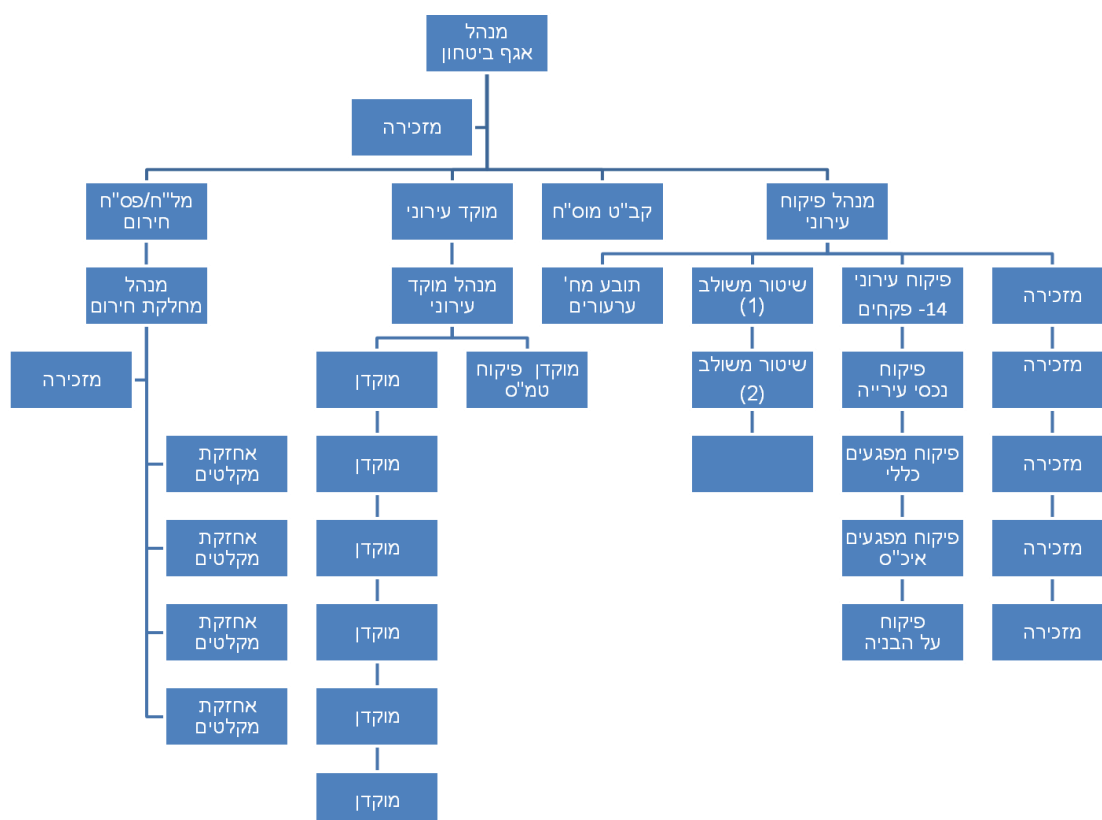 מנהל
אגף ביטחון
מזכירה
מנהל פיקוח
עירוני
קב"ט מוס"ח
מוקד עירוני
מל"ח/פס"ח
חירום
מזכירה
פיקוח עירוני
14- פקחים
שיטור משולב
(1)
תובע מח'
ערעורים
מנהל מוקד
עירוני
מנהל
מחלקת חירום
מזכירה
פיקוח
נכסי עירייה
שיטור משולב
(2)
מוקדן פיקוח
טמ"ס
מוקדן
מזכירה
מזכירה
פיקוח מפגעים
כללי
מוקדן
אחזקת
מקלטים
מזכירה
פיקוח מפגעים
איכ"ס
מוקדן
אחזקת
מקלטים
מזכירה
פיקוח
על הבניה
מוקדן
אחזקת
מקלטים
מוקדן
אחזקת
מקלטים
מוקדן